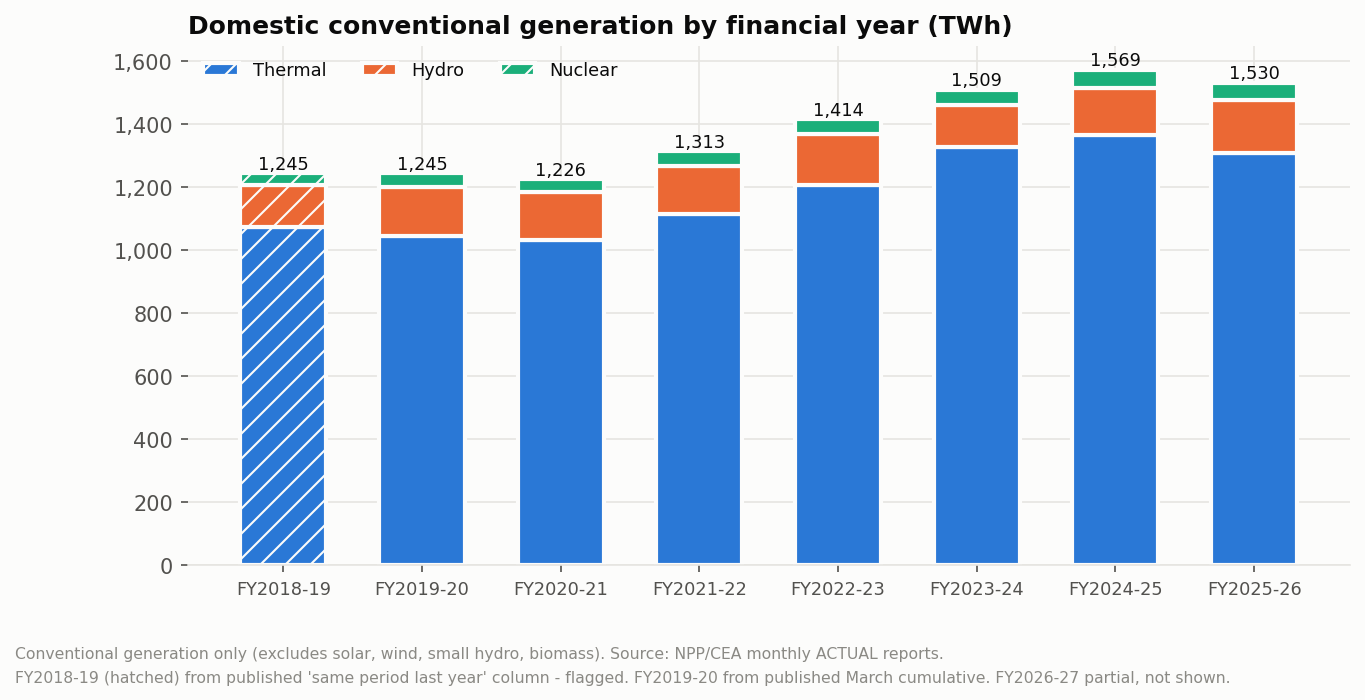 Domestic conventional generation by financial year (TWh)
Thermal Hydro Nuclear
1,600
1,400
1,200
1,000
800
600
400
200
0
1,245 1,245 1,226 1,313 1,414 1,509 1,569 1,530
FY2018-19 FY2019-20 FY2020-21 FY2021-22 FY2022-23 FY2023-24 FY2024-25 FY2025-26
Conventional generation only (excludes solar, wind, small hydro, biomass). Source: NPP/CEA monthly ACTUAL reports.
FY2018-19 (hatched) from published 'same period last year' column - flagged. FY2019-20 from published March cumulative. FY2026-27 partial, not shown.